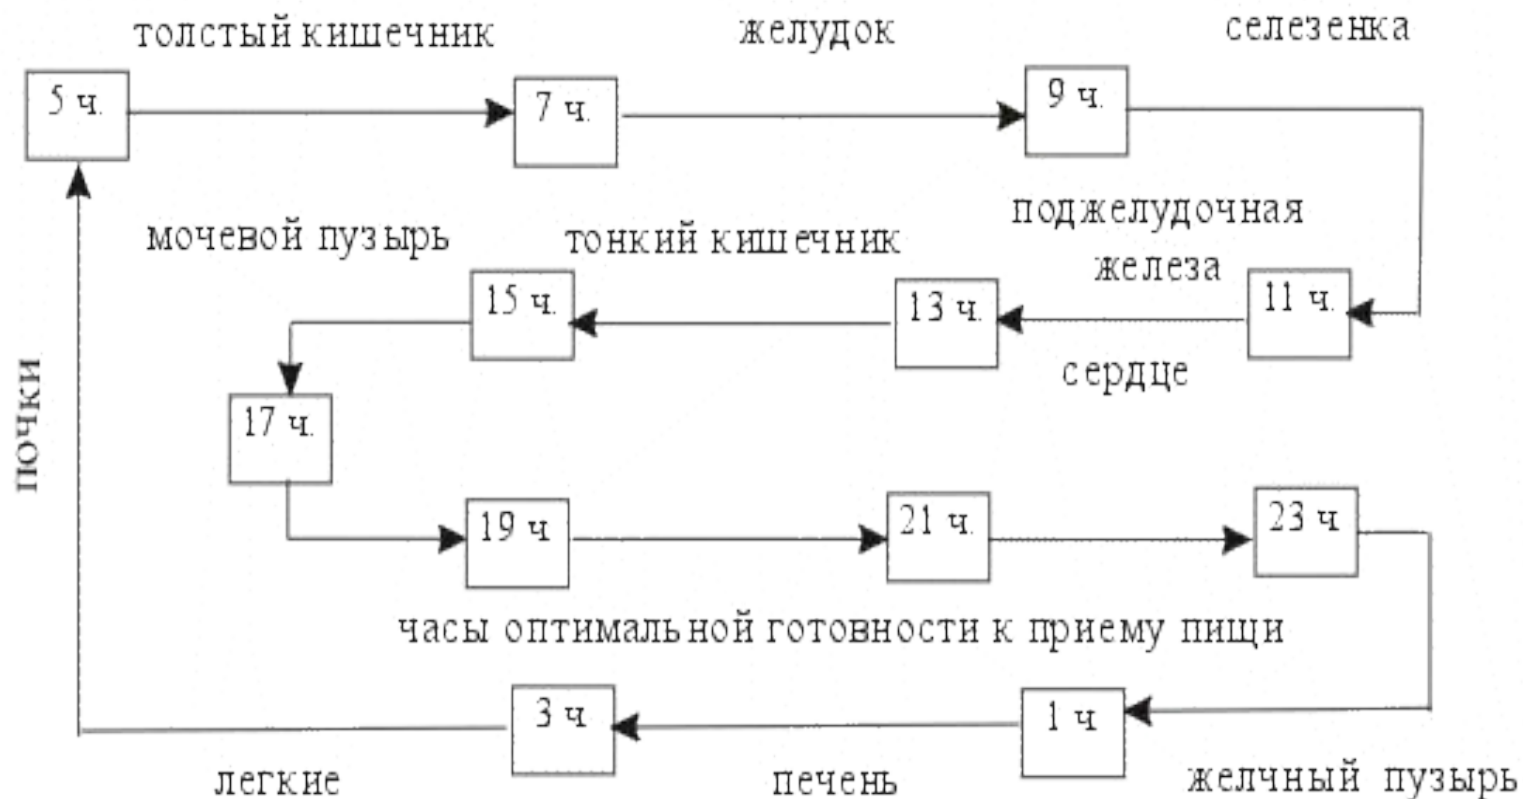 толстый кишечник
желудок
селезенка
5 ч.
7 ч.
9 ч.
мочевой пузырь
тонкий кишечник
поджелудочная
железа
15 ч.
13 ч.
11 ч.
сердце
почки
17 ч.
19 ч
21 ч.
23 ч
часы оптимальной готовности к приему пищи
3 ч
1 ч
легкие
печень
желчный пузырь